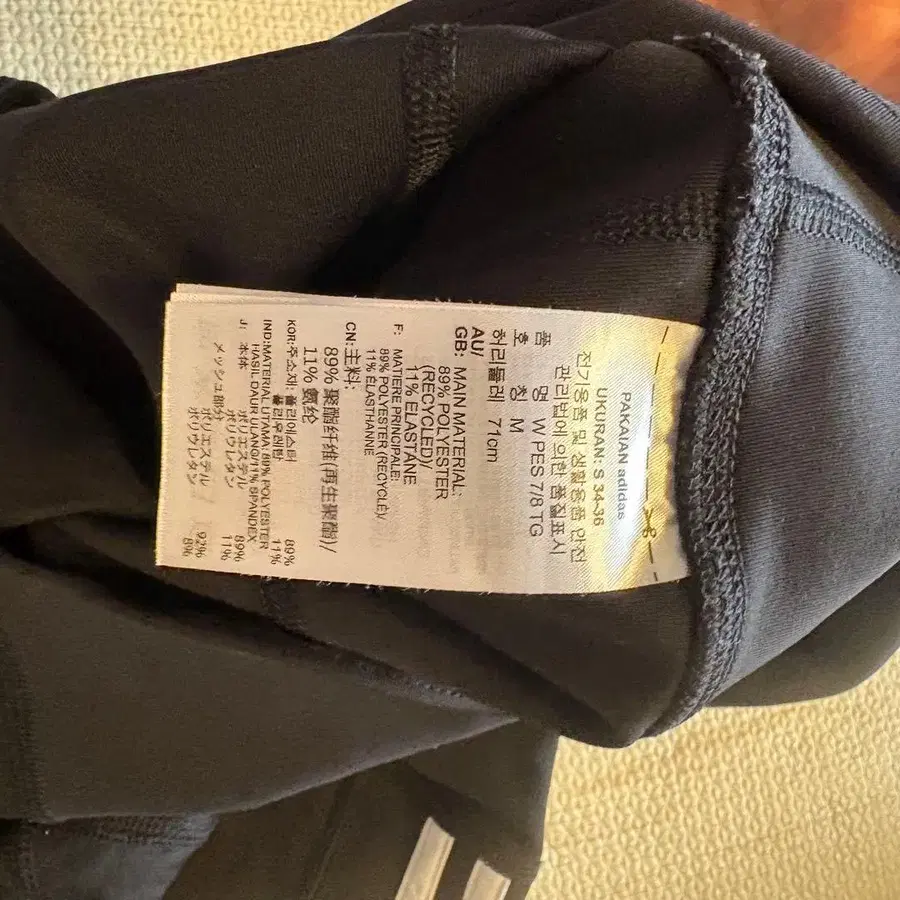 PAKAIAN adidas
UKURAN: S 34-36
전기용품 및 생활용품 안전
관리법에 의한 품질표시
품 명 W PES 7/8 TG
호 칭 M
허리둘레 71cm
AU/
GB: MAIN MATERIAL:
89% POLYESTER
(RECYCLED)/
11% ELASTANE
F: MATIERE PRINCIPALE:
89% POLYESTER (RECYCLE)/
11% ELASTHANNE
CN: 主料:
89% 聚酯纤维(再生聚酯)/
11% 氨纶
KOR:주소재: 폴리에스터 89%
폴리우레탄 11%
IND:MATERIAL UTAMA:89% POLYESTER
HASIL DAUR ULANG/11% SPANDEX
J: 本体 ポリエステル 89%
ポリウレタン 11%
メッシュ部分 ポリエステル 92%
ポリウレタン 8%